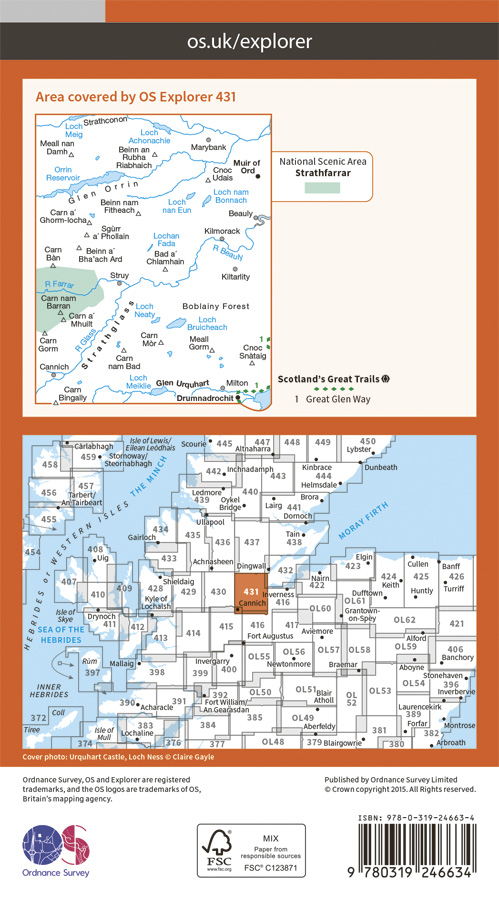 os.uk/explorer
Area covered by OS Explorer 431
Strathconon
Loch
Meig
Loch
Achonachie
Marybank
Meall nan
Damh
Beinn an
Rubha
Riabhaich
Muir of
Ord
Orrin
Reservoir
Cnoc
Udais
Glen Orrin
Loch nam
Bonnach
Beinn nam
Fitheach
Loch
nan Eun
Carn a'
Ghorm-locha
Beauly
Sgùrr
a' Phollain
Kilmorack
Lochan
Fada
R Beauly
Carn
Bàn
Beinn a'
Bha'ach Ard
Bad a'
Chlamhain
Kiltarlity
Struy
R Farrar
Carn nam
Barran
Boblainy Forest
Loch
Neaty
Carn a'
Mhuilt
Loch
Bruicheach
R Glass
Strathglass
Carn
Gorm
Carn
Mòr
Meall
Gorm
Cnoc
Snàtaig
1
Carn
nam Bad
Cannich
Loch
Meiklie
Glen Urquhart
Milton
1
Carn
Bingally
Drumnadrochit
National Scenic Area
Strathfarrar
Scotland's Great Trails
1 Great Glen Way
Càrlabhagh
Isle of Lewis/
Eilean Leòdhais
Scourie
445
447
448
449
450
Altnaharra
Lybster
459
Stornoway/
Steornabhagh
458
THE MINCH
442
Inchnadamph
443
Kinbrace
444
Dunbeath
Helmsdale
456
457
Tarbert/
An Tairbeart
Ledmore
439
440
Oykel
Bridge
Brora
Lairg
441
455
Ullapool
Dornoch
MORAY FIRTH
454
HEBRIDES or WESTERN ISLES
434
Gairloch
435
436
437
Tain
438
408
Uig
433
Achnasheen
Dingwall
432
Elgin
423
Cullen
Banff
407
Shieldaig
Nairn
422
424
Keith
425
426
410
409
428
429
430
431
Inverness
Dufftown
Huntly
Turriff
Kyle of
Lochalsh
Cannich
417
416
OL60
OL61
Isle of
Skye
Drynoch
411
412
413
414
415
416
Grantown-
on-Spey
OL62
421
SEA OF THE
HEBRIDES
Fort Augustus
Aviemore
Alford
OL59
406
Rùm
397
Mallaig
398
Invergarry
399
400
OL55
OL56
Newtonmore
OL57
OL58
Braemar
Aboyne
Banchory
INNER
HEBRIDES
OL54
Stonehaven
396
Inverbervie
390
Acharacle
391
392
Fort William/
An Gearasdan
OL50
OL51
Blair
Atholl
OL
52
OL53
Laurencekirk
389
Forfar
Montrose
372
Coll
Tiree
Isle of
Mull
383
Lochaline
384
385
OL49
Aberfeldy
381
382
376
377
OL48
379
Blairgowrie
380
Arbroath
Cover photo: Urquhart Castle, Loch Ness © Claire Gayle
Ordnance Survey, OS and Explorer are registered
trademarks, and the OS logos are trademarks of OS,
Britain's mapping agency.
Published by Ordnance Survey Limited
© Crown copyright 2015. All Rights reserved.
OS
Ordnance Survey
FSC
www.fsc.org
MIX
Paper from
responsible sources
FSC® C123871
ISBN: 978-0-319-24663-4
9 780319 246634